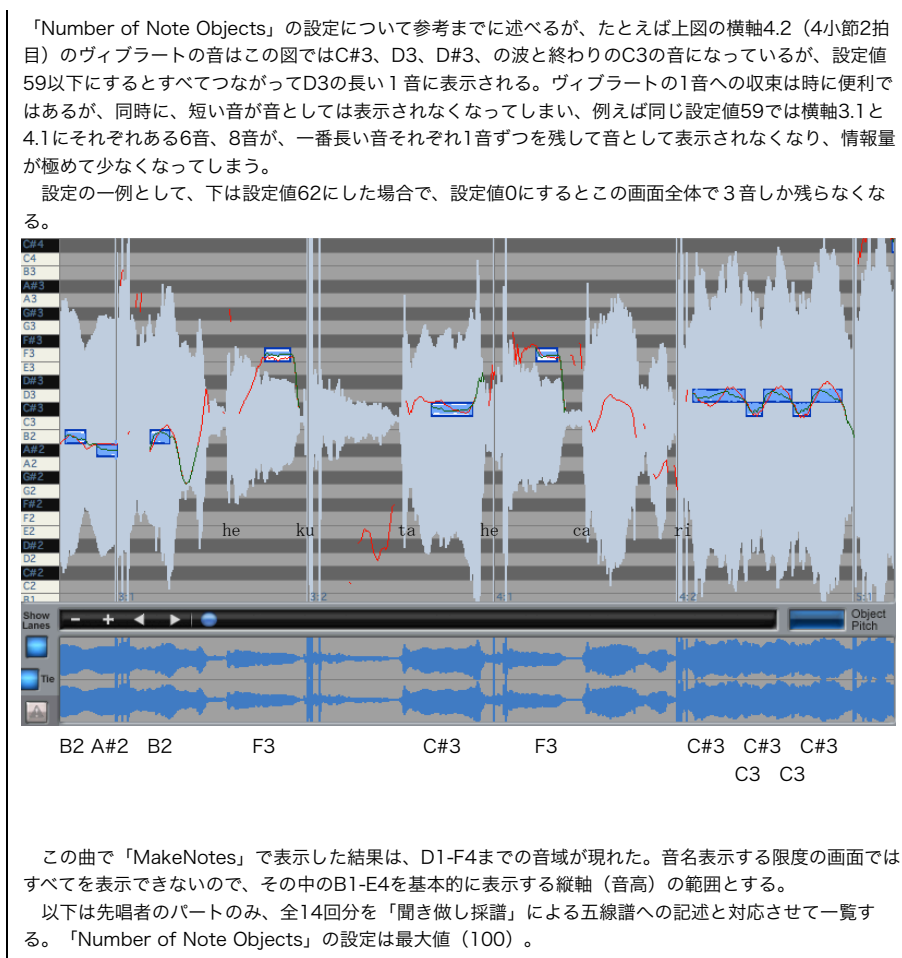 「Number of Note Objects」の設定について参考までに述べるが、たとえば上図の横軸4.2（4小節2拍
目）のヴィブラートの音はこの図ではC#3、D3、D#3、の波と終わりのC3の音になっているが、設定値
59以下にするとすべてつながってD3の長い１音に表示される。ヴィブラートの1音への収束は時に便利で
はあるが、同時に、短い音が音としては表示されなくなってしまい、例えば同じ設定値59では横軸3.1と
4.1にそれぞれある6音、8音が、一番長い音それぞれ1音ずつを残して音として表示されなくなり、情報量
が極めて少なくなってしまう。
　設定の一例として、下は設定値62にした場合で、設定値0にするとこの画面全体で３音しか残らなくな
る。
C#4
C4
B3
A#3
A3
G#3
G3
F#3
F3
E3
D#3
D3
C#3
C3
B2
A#2
A2
G#2
G2
F#2
F2
E2
D#2
D2
C#2
C2
B1
he ku ta he ca ri
3:1 3:2 4:1 4:2 5:1
Show Lanes
Object Pitch
Tie
B2 A#2 B2 F3 C#3 F3 C#3 C#3 C#3
C3 C3
　この曲で「MakeNotes」で表示した結果は、D1-F4までの音域が現れた。音名表示する限度の画面では
すべてを表示できないので、その中のB1-E4を基本的に表示する縦軸（音高）の範囲とする。
　以下は先唱者のパートのみ、全14回分を「聞き做し採譜」による五線譜への記述と対応させて一覧す
る。「Number of Note Objects」の設定は最大値（100）。